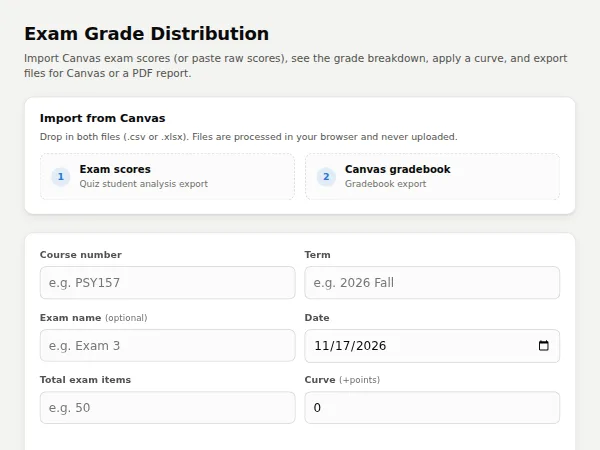 Exam Grade Distribution
Import Canvas exam scores (or paste raw scores), see the grade breakdown, apply a curve, and export
files for Canvas or a PDF report.
Import from Canvas
Drop in both files (.csv or .xlsx). Files are processed in your browser and never uploaded.
1 Exam scores
Quiz student analysis export
2 Canvas gradebook
Gradebook export
Course number
e.g. PSY157
Term
e.g. 2026 Fall
Exam name (optional)
e.g. Exam 3
Date
11/17/2026
Total exam items
e.g. 50
Curve (+points)
0